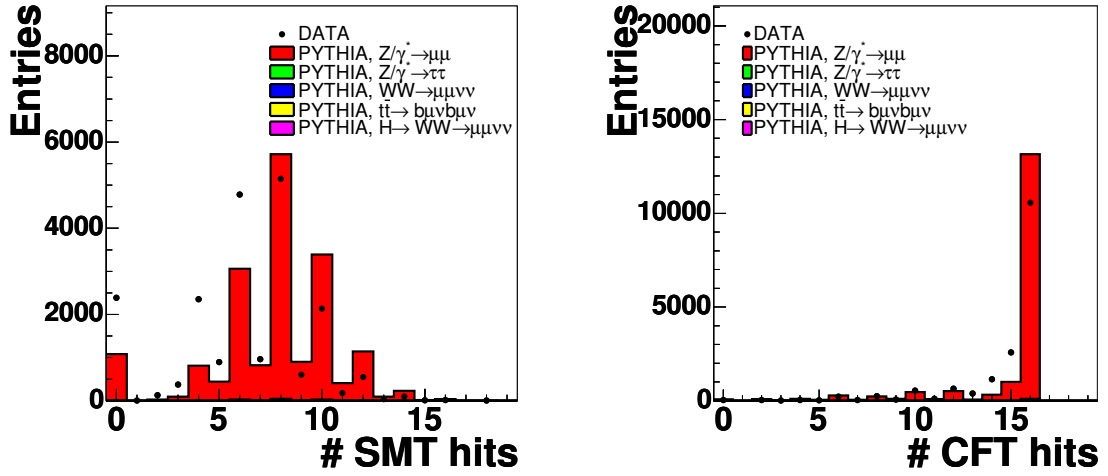 Entries
8000
6000
4000
2000
0
DATA
PYTHIA, Z/γ*→μμ
PYTHIA, Z/γ*→ττ
PYTHIA, WW→μμνν
PYTHIA, tt̄→ bμνbμν
PYTHIA, H→ WW→μμνν
0 5 10 15
# SMT hits
Entries
20000
15000
10000
5000
0
DATA
PYTHIA, Z/γ*→μμ
PYTHIA, Z/γ*→ττ
PYTHIA, WW→μμνν
PYTHIA, tt̄→ bμνbμν
PYTHIA, H→ WW→μμνν
0 5 10 15
# CFT hits